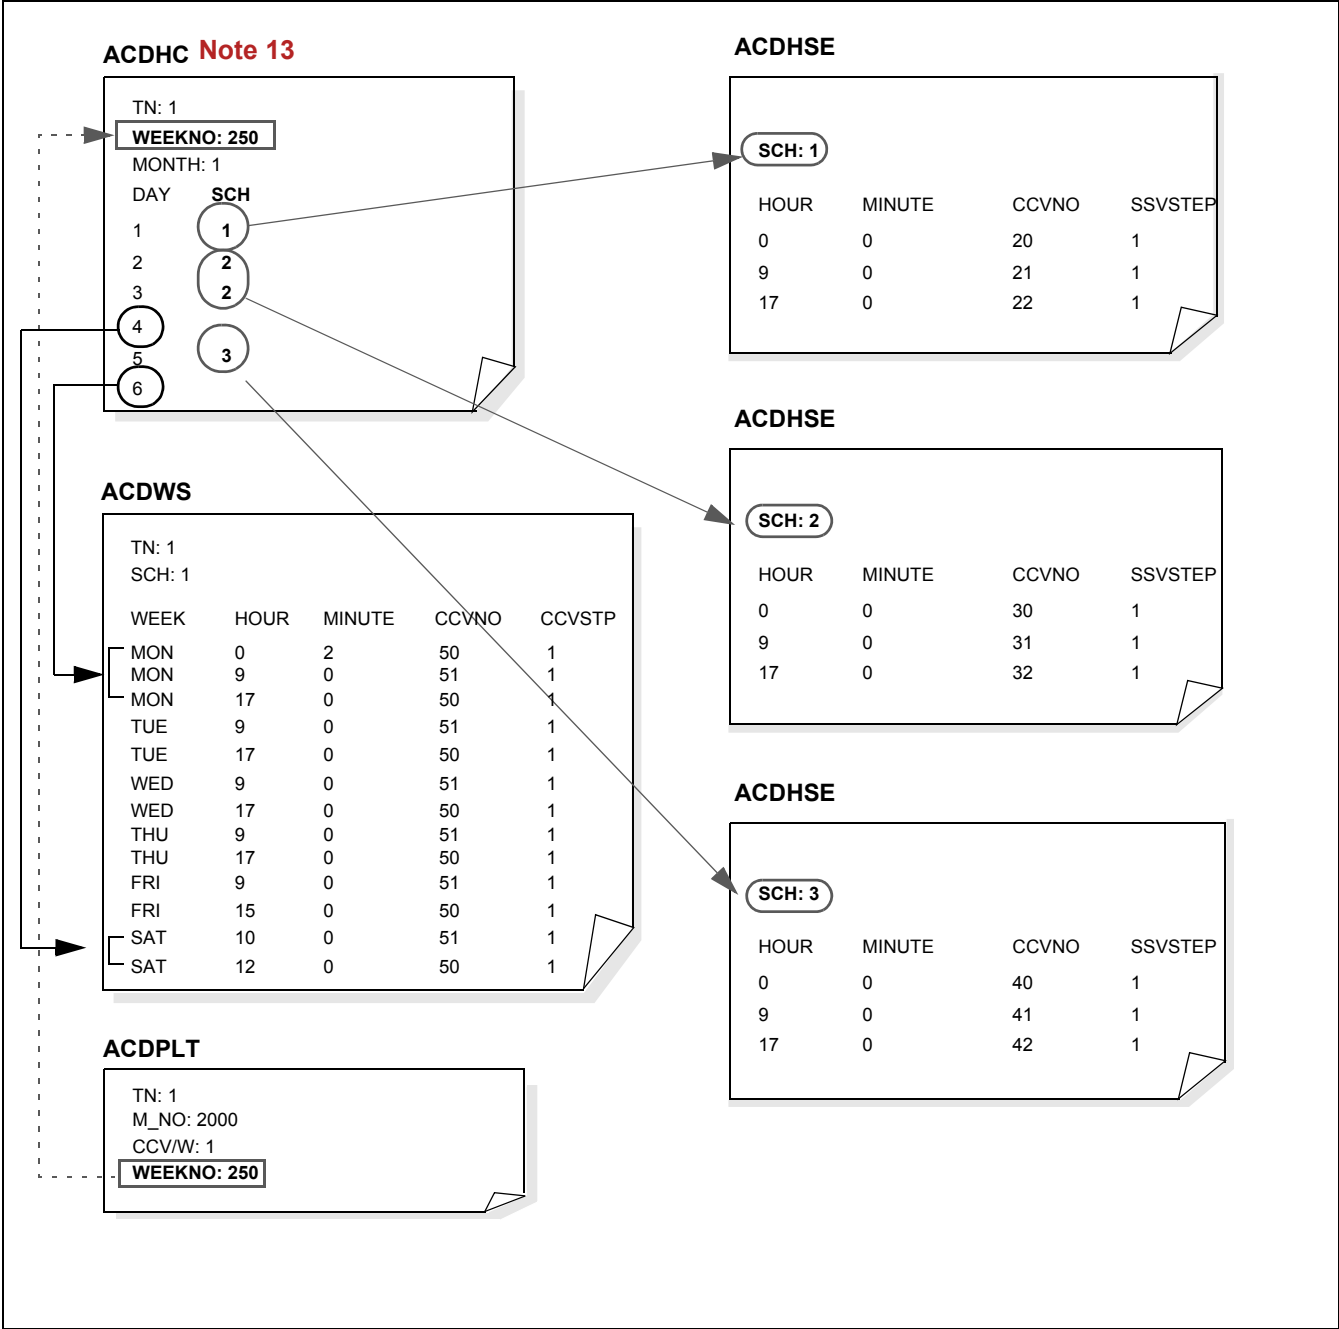 ACDHC Note 13
TN: 1
WEEKNO: 250
MONTH: 1
DAY SCH
1 1
2 2
3 2
4
5 3
6
ACDWS
TN: 1
SCH: 1
WEEK HOUR MINUTE CCVNO CCVSTP
MON 0 2 50 1
MON 9 0 51 1
MON 17 0 50 1
TUE 9 0 51 1
TUE 17 0 50 1
WED 9 0 51 1
WED 17 0 50 1
THU 9 0 51 1
THU 17 0 50 1
FRI 9 0 51 1
FRI 15 0 50 1
SAT 10 0 51 1
SAT 12 0 50 1
ACDPLT
TN: 1
M_NO: 2000
CCV/W: 1
WEEKNO: 250
ACDHSE
SCH: 1
HOUR MINUTE CCVNO SSVSTEP
0 0 20 1
9 0 21 1
17 0 22 1
ACDHSE
SCH: 2
HOUR MINUTE CCVNO SSVSTEP
0 0 30 1
9 0 31 1
17 0 32 1
ACDHSE
SCH: 3
HOUR MINUTE CCVNO SSVSTEP
0 0 40 1
9 0 41 1
17 0 42 1